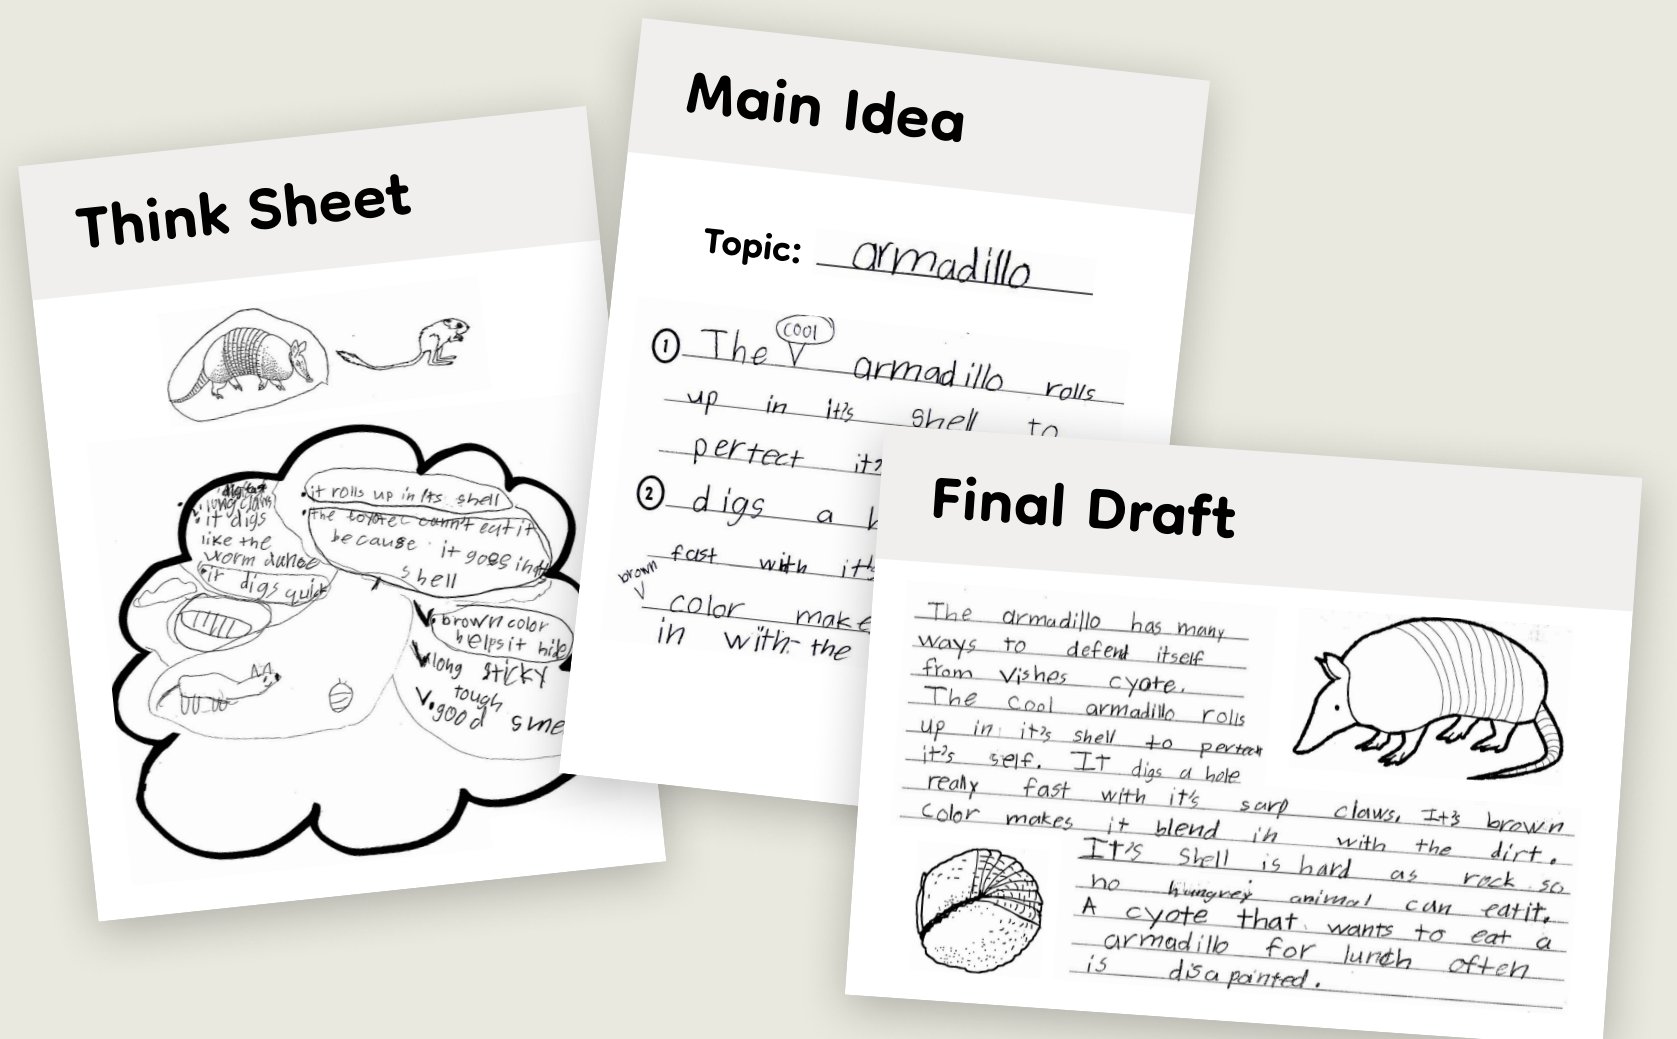 Think Sheet
it rolls up in its shell
long claws
it digs
like the
worm dance
it digs quick
the coyotee cann't eat it
because it goes in
shell
brown color
helps it hide
long sticky
tough
good sme
Main Idea
Topic: armadillo
1 The cool armadillo rolls
up in it's shell to
pertect it's
2 digs a h
fast with it's
brown
color make
in with the
Final Draft
The armadillo has many
ways to defend itself
from vishes cyote.
The cool armadillo rolls
up in it's shell to pertect
it's self. It digs a hole
really fast with it's sarp claws. It's brown
color makes it blend in with the dirt.
It's shell is hard as rock so
no hungrey animal can eat it.
A cyote that wants to eat a
armadillo for lunch often
is disapointed.